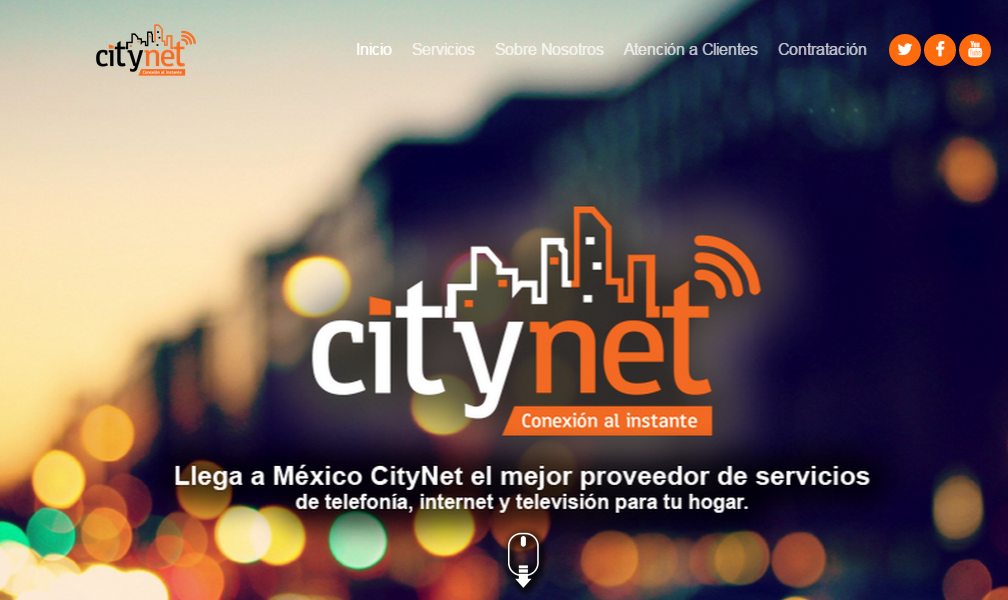 citynet
Conexión al instante
Inicio Servicios Sobre Nosotros Atención a Clientes Contratación
You
Tube
citynet
Conexión al instante
Llega a México CityNet el mejor proveedor de servicios
de telefonía, internet y televisión para tu hogar.